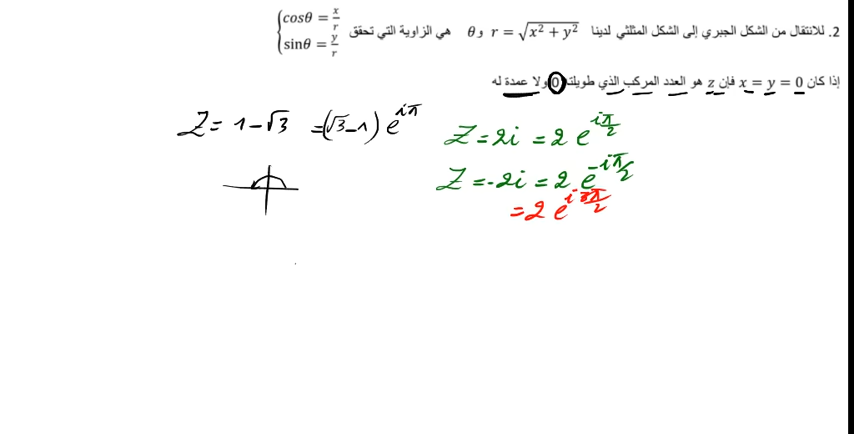 2. للانتقال من الشكل الجبري إلى الشكل المثلثي لدينا r = √(x² + y²) و θ هي الزاوية التي تحقق { cosθ = x/r , sinθ = y/r
إذا كان x = y = 0 فإن z هو العدد المركب الذي طويلته 0 ولا عمدة له
Z = 1 - √3 = (√3 - 1) e^{iπ}
Z = 2i = 2 e^{iπ/2}
Z = -2i = 2 e^{-iπ/2}
= 2 e^{i3π/2}